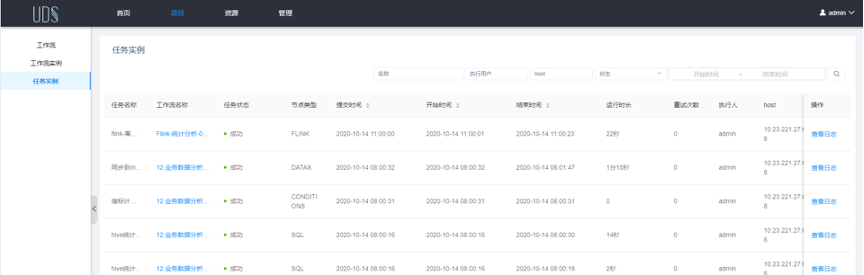 UDS 首页 项目 资源 管理 admin
工作流
工作流实例
任务实例
任务实例
名称 执行用户 host 状态 开始时间 ~ 结束时间
任务名称 工作流名称 任务状态 节点类型 提交时间 开始时间 结束时间 运行时长 重试次数 执行人 host 操作
flink-离... Flink-统计分析-0... 成功 FLINK 2020-10-14 11:00:00 2020-10-14 11:00:01 2020-10-14 11:00:23 22秒 0 admin 10.23.221.27: 8 查看日志
同步到m... 12.业务数据分析... 成功 DATAX 2020-10-14 08:00:32 2020-10-14 08:00:32 2020-10-14 08:01:47 1分15秒 0 admin 10.23.221.27: 8 查看日志
指标计... 12.业务数据分析... 成功 CONDITIONS 2020-10-14 08:00:31 2020-10-14 08:00:31 2020-10-14 08:00:31 0 0 admin 10.23.221.27: 8 查看日志
hive统计... 12.业务数据分析... 成功 SQL 2020-10-14 08:00:16 2020-10-14 08:00:16 2020-10-14 08:00:30 14秒 0 admin 10.23.221.27: 8 查看日志
hive统计... 12.业务数据分析... 成功 SQL 2020-10-14 08:00:16 2020-10-14 08:00:16 2020-10-14 08:00:18 2秒 0 admin 10.23.221.27: 8 查看日志